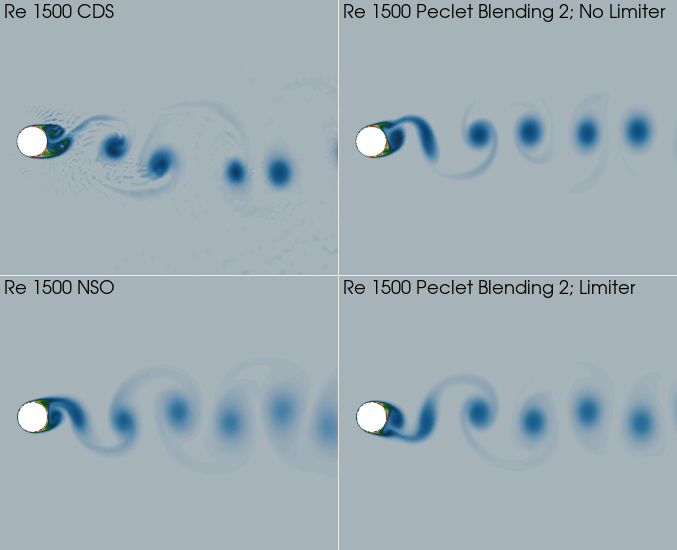 Re 1500 CDS
Re 1500 Peclet Blending 2; No Limiter
Re 1500 NSO
Re 1500 Peclet Blending 2; Limiter